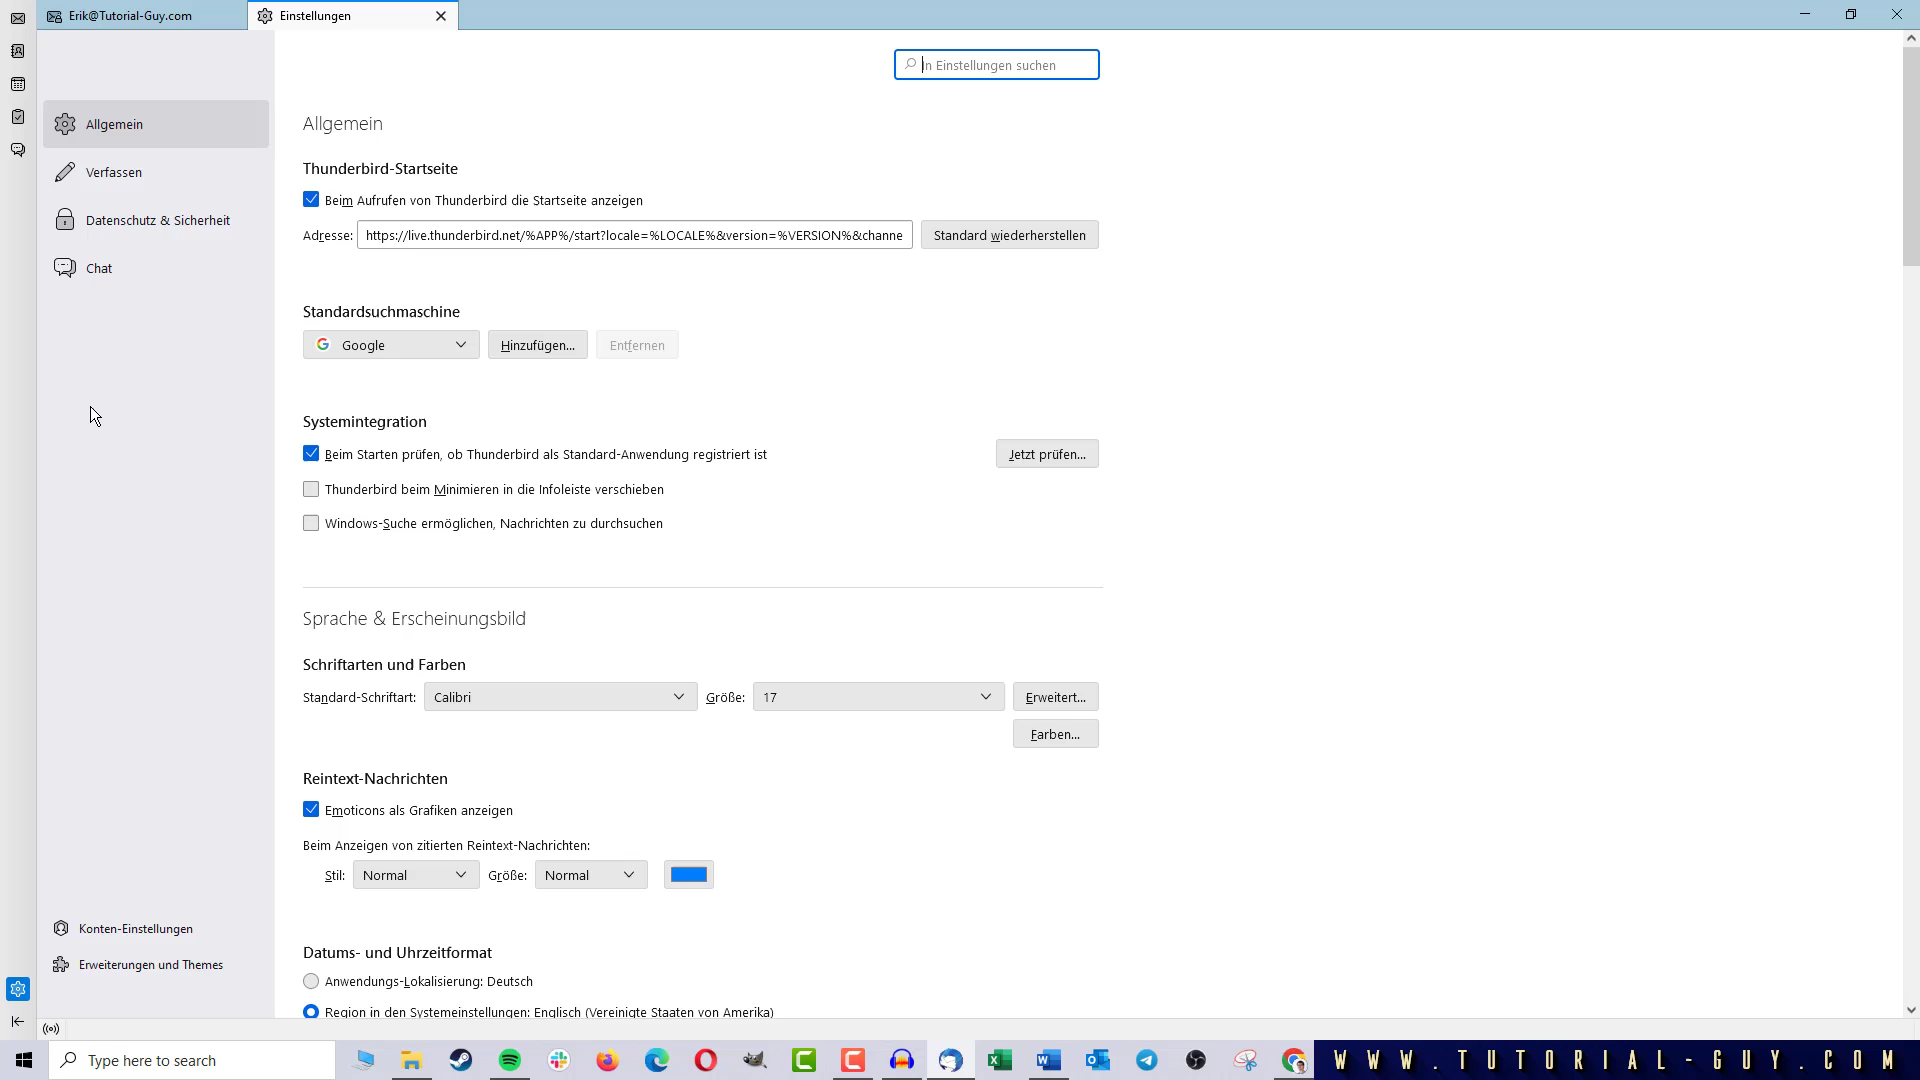 Erik@Tutorial-Guy.com
Einstellungen
In Einstellungen suchen
Allgemein
Verfassen
Datenschutz & Sicherheit
Chat
Allgemein
Thunderbird-Startseite
Beim Aufrufen von Thunderbird die Startseite anzeigen
Adresse: https://live.thunderbird.net/%APP%/start?locale=%LOCALE%&version=%VERSION%&channe Standard wiederherstellen
Standardsuchmaschine
Google Hinzufügen... Entfernen
Systemintegration
Beim Starten prüfen, ob Thunderbird als Standard-Anwendung registriert ist Jetzt prüfen...
Thunderbird beim Minimieren in die Infoleiste verschieben
Windows-Suche ermöglichen, Nachrichten zu durchsuchen
Sprache & Erscheinungsbild
Schriftarten und Farben
Standard-Schriftart: Calibri Größe: 17 Erweitert...
Farben...
Reintext-Nachrichten
Emoticons als Grafiken anzeigen
Beim Anzeigen von zitierten Reintext-Nachrichten:
Stil: Normal Größe: Normal
Datums- und Uhrzeitformat
Anwendungs-Lokalisierung: Deutsch
Region in den Systemeinstellungen: Englisch (Vereinigte Staaten von Amerika)
Konten-Einstellungen
Erweiterungen und Themes
Type here to search
WWW.TUTORIAL-GUY.COM